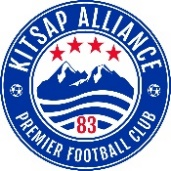 KITSAP ALLIANCE
83
PREMIER FOOTBALL CLUB